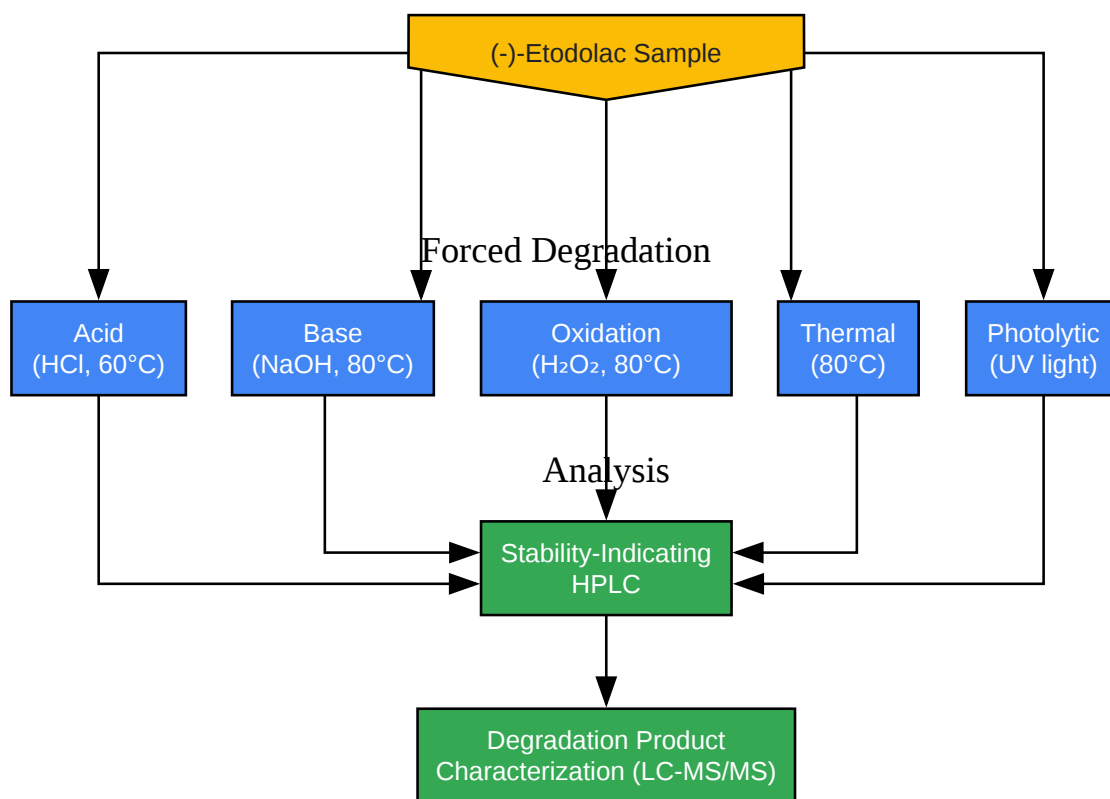 (-)-Etodolac Sample
Forced Degradation
Acid
(HCl, 60°C)
Base
(NaOH, 80°C)
Oxidation
(H₂O₂, 80°C)
Thermal
(80°C)
Photolytic
(UV light)
Analysis
Stability-Indicating
HPLC
Degradation Product
Characterization (LC-MS/MS)